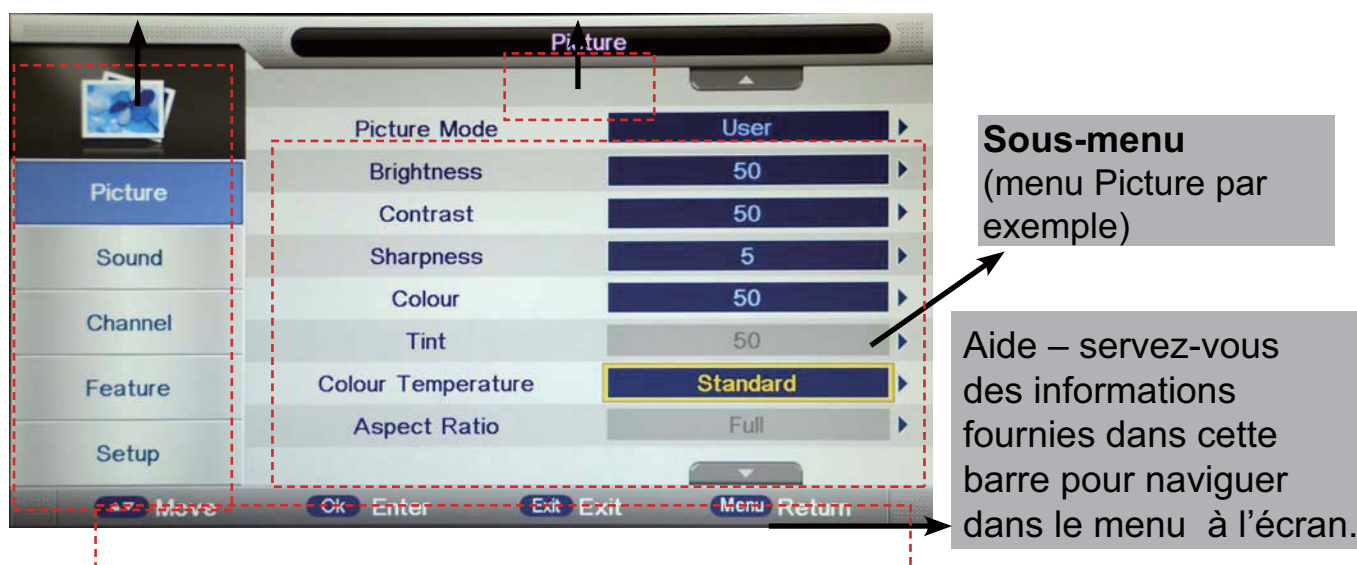 Picture
Picture Mode User
Brightness 50
Contrast 50
Sharpness 5
Colour 50
Tint 50
Colour Temperature Standard
Aspect Ratio Full
Picture
Sound
Channel
Feature
Setup
Move Ok Enter Exit Exit Menu Return
Sous-menu
(menu Picture par
exemple)
Aide – servez-vous
des informations
fournies dans cette
barre pour naviguer
dans le menu à l’écran.